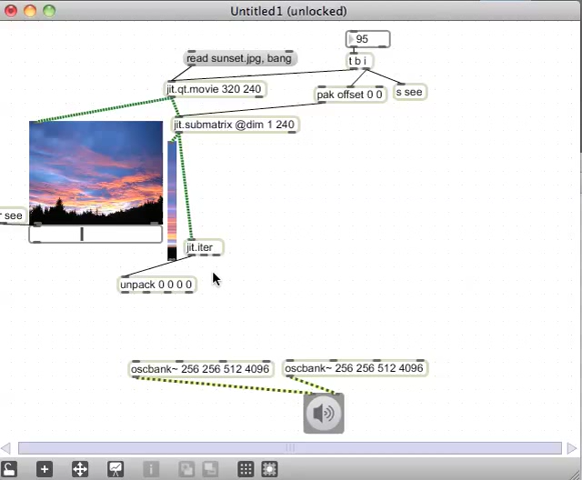 Untitled1 (unlocked)
95
read sunset.jpg, bang
t b i
jit.qt.movie 320 240
pak offset 0 0
s see
jit.submatrix @dim 1 240
r see
jit.iter
unpack 0 0 0 0
oscbank~ 256 256 512 4096
oscbank~ 256 256 512 4096